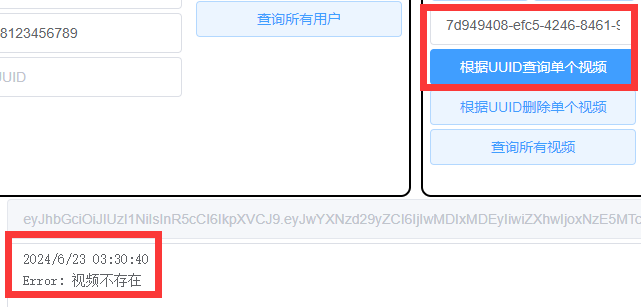 8123456789
UUID
查询所有用户
7d949408-efc5-4246-8461-9
根据UUID查询单个视频
根据UUID删除单个视频
查询所有视频
eyJhbGciOiJIUzI1NiIsInR5cCI6IkpXVCJ9.eyJwYXNzd29yZCI6IjIwMDIxMDEyIiwiZXhwIjoxNzE5MTc
2024/6/23 03:30:40
Error: 视频不存在